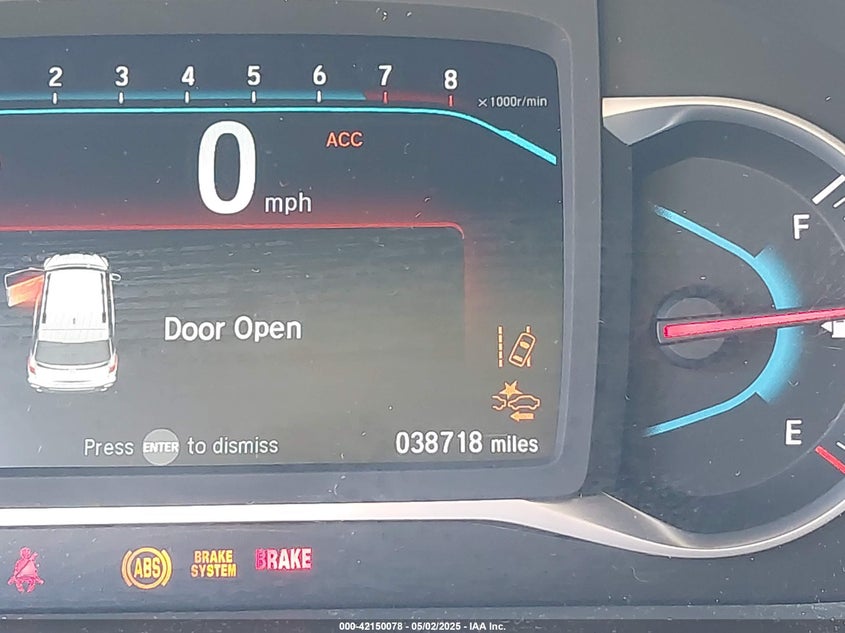 2 3 4 5 6 7 8
×1000r/min
0 mph
ACC
F
Door Open
E
Press ENTER to dismiss
038718 miles
ABS
BRAKE
SYSTEM
BRAKE
000-42150078 - 05/02/2025 - IAA Inc.